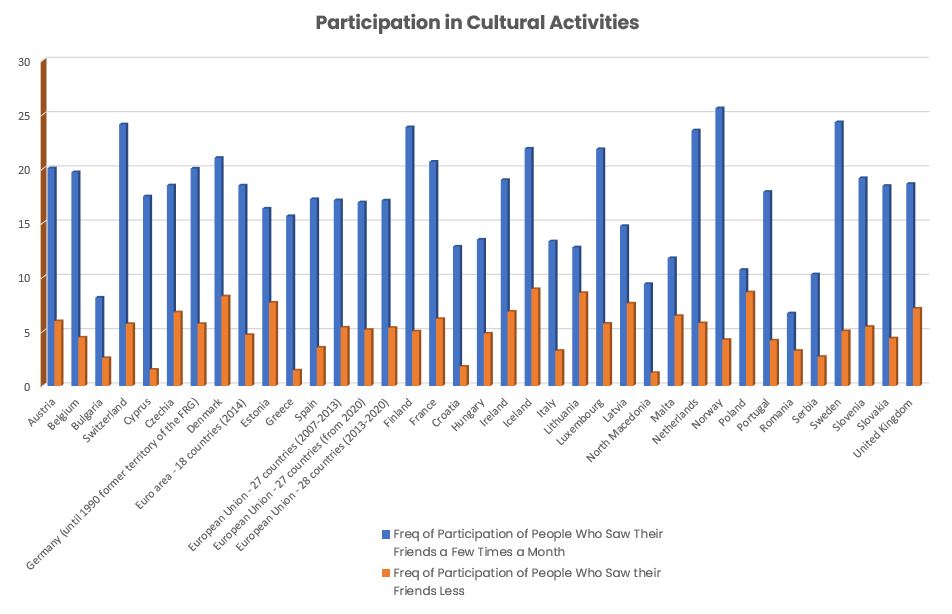 Participation in Cultural Activities
30
25
20
15
10
5
0
Austria
Belgium
Bulgaria
Switzerland
Cyprus
Czechia
Germany (until 1990 former territory of the FRG)
Denmark
Euro area - 18 countries (2014)
Estonia
Greece
Spain
European Union - 27 countries (2007-2013)
European Union - 27 countries (from 2020)
European Union - 28 countries (2013-2020)
Finland
France
Croatia
Hungary
Ireland
Iceland
Italy
Lithuania
Luxembourg
Latvia
North Macedonia
Malta
Netherlands
Norway
Poland
Portugal
Romania
Serbia
Sweden
Slovenia
Slovakia
United Kingdom
Freq of Participation of People Who Saw Their
Friends a Few Times a Month
Freq of Participation of People Who Saw their
Friends Less